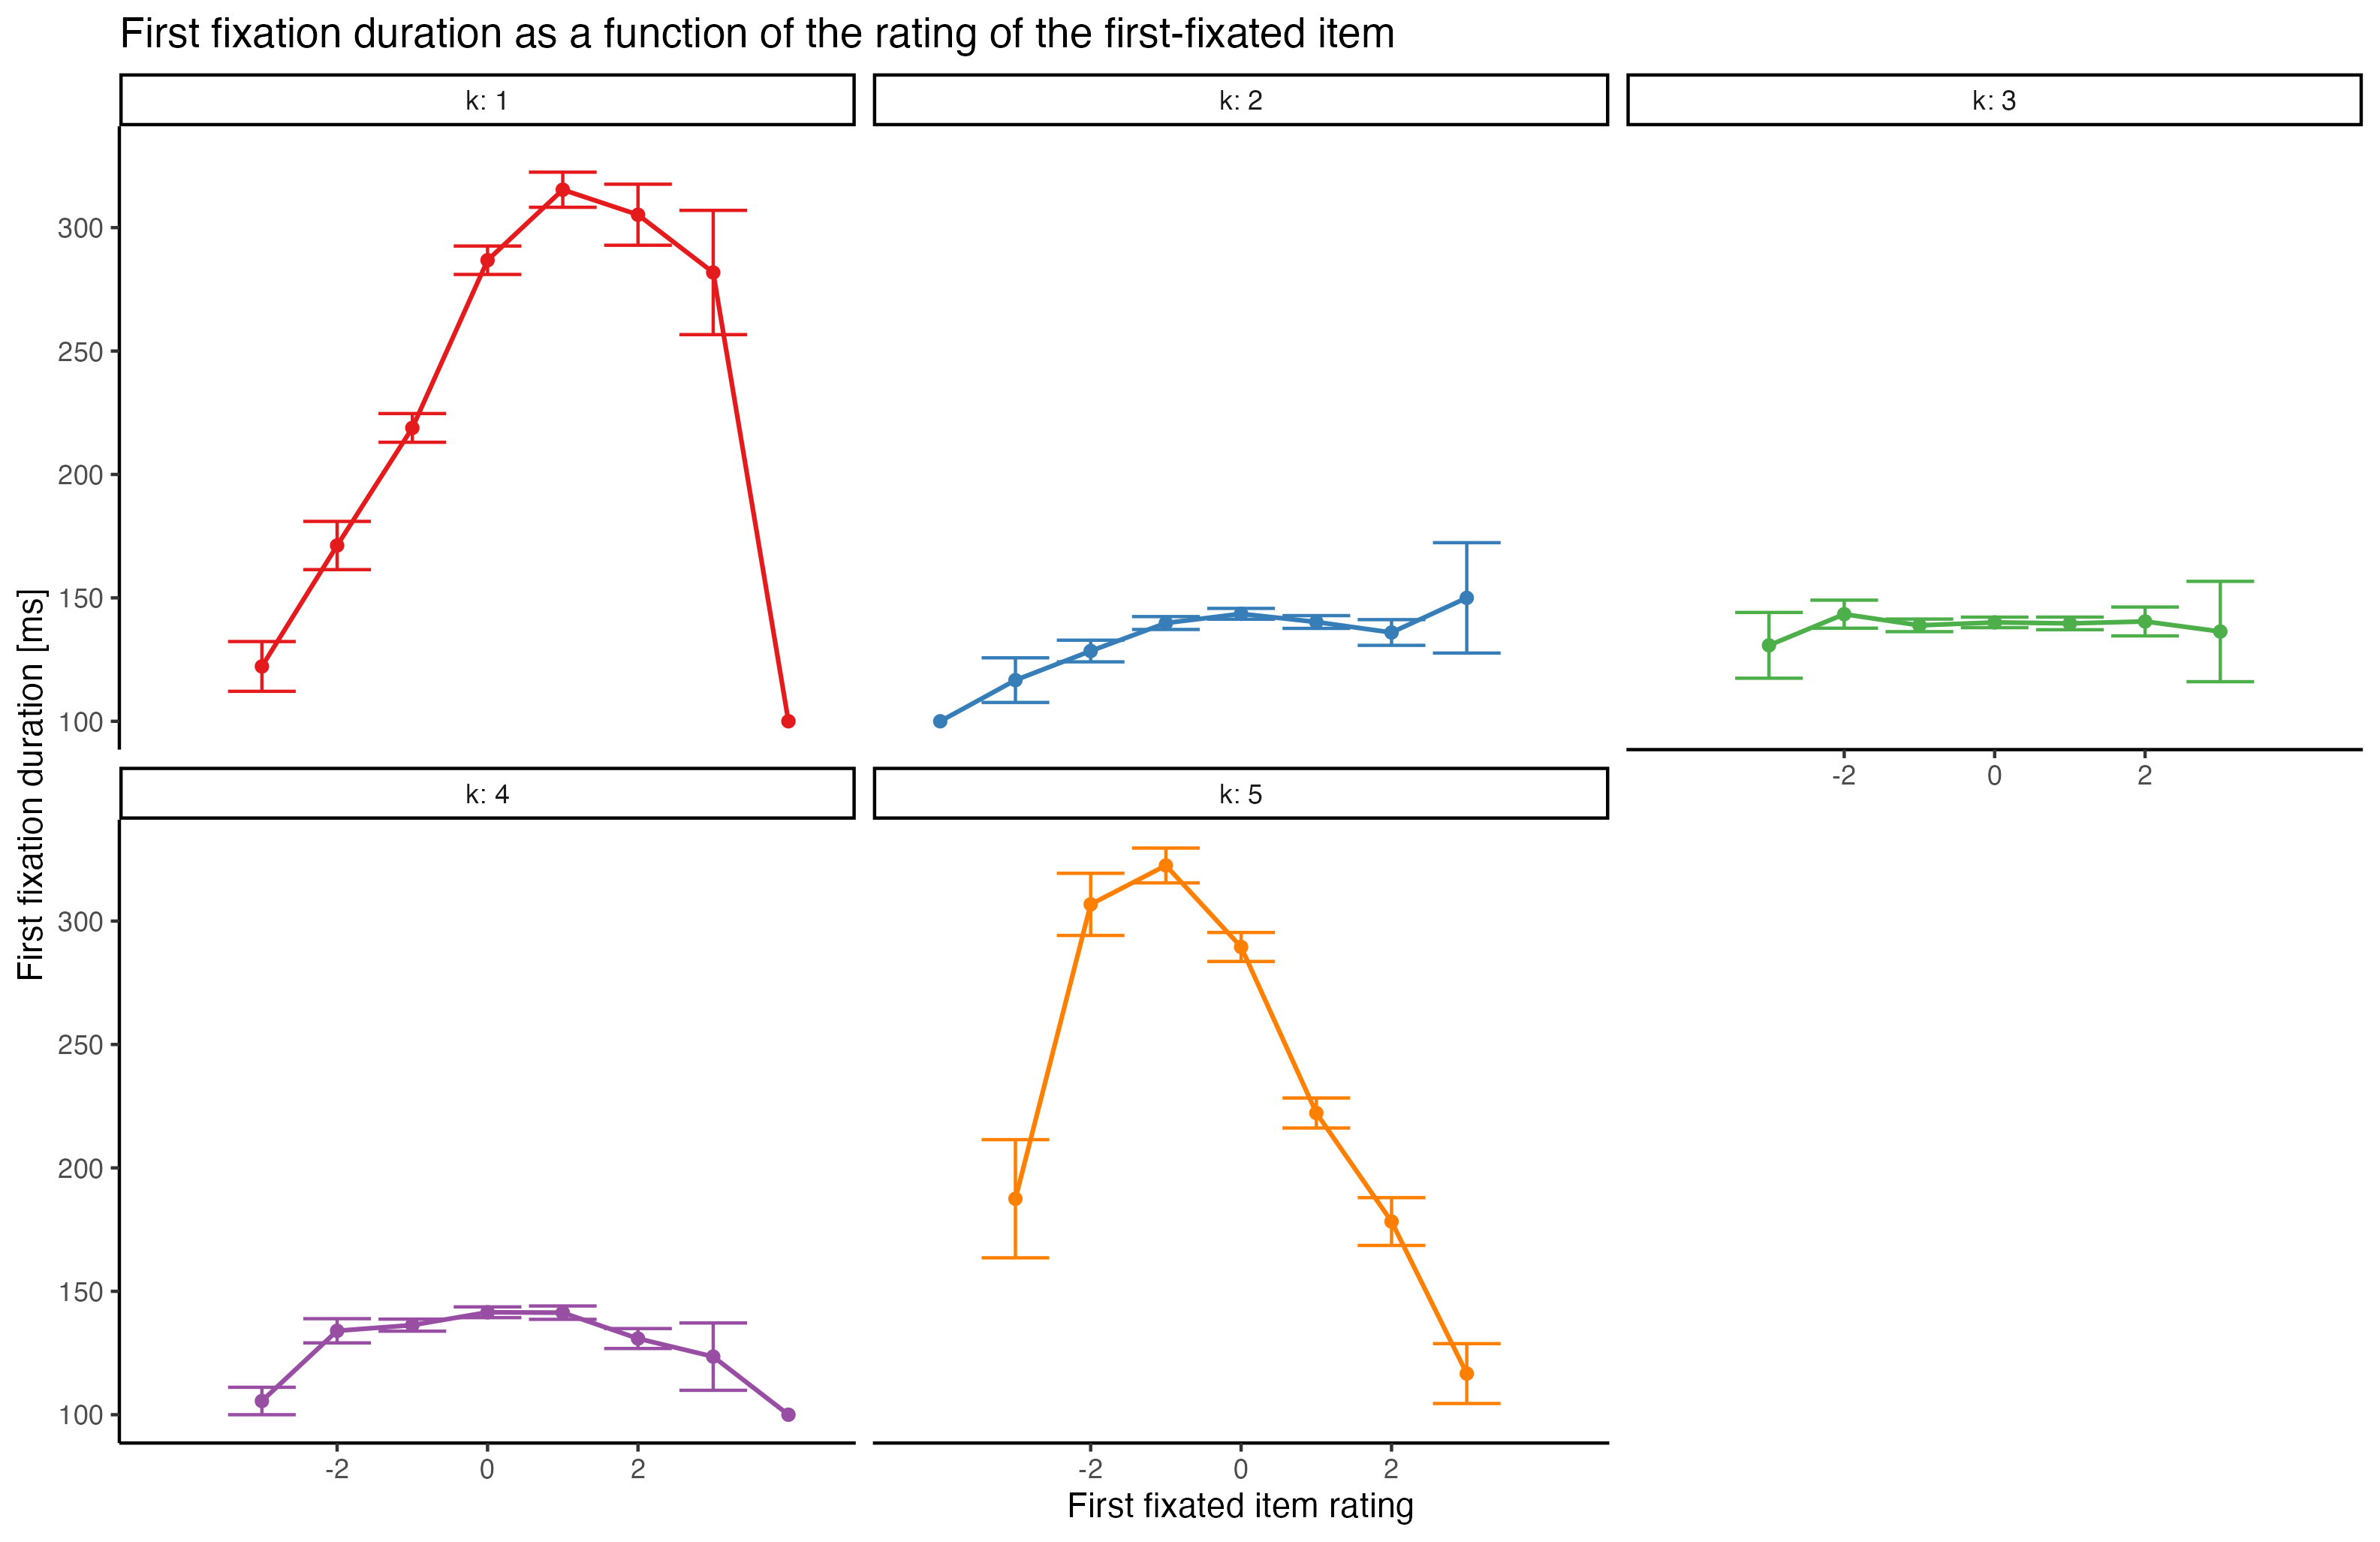 First fixation duration as a function of the rating of the first-fixated item
k: 1
k: 2
k: 3
300
250
200
150
100
-2 0 2
k: 4
k: 5
First fixation duration [ms]
300
250
200
150
100
-2 0 2
-2 0 2
First fixated item rating